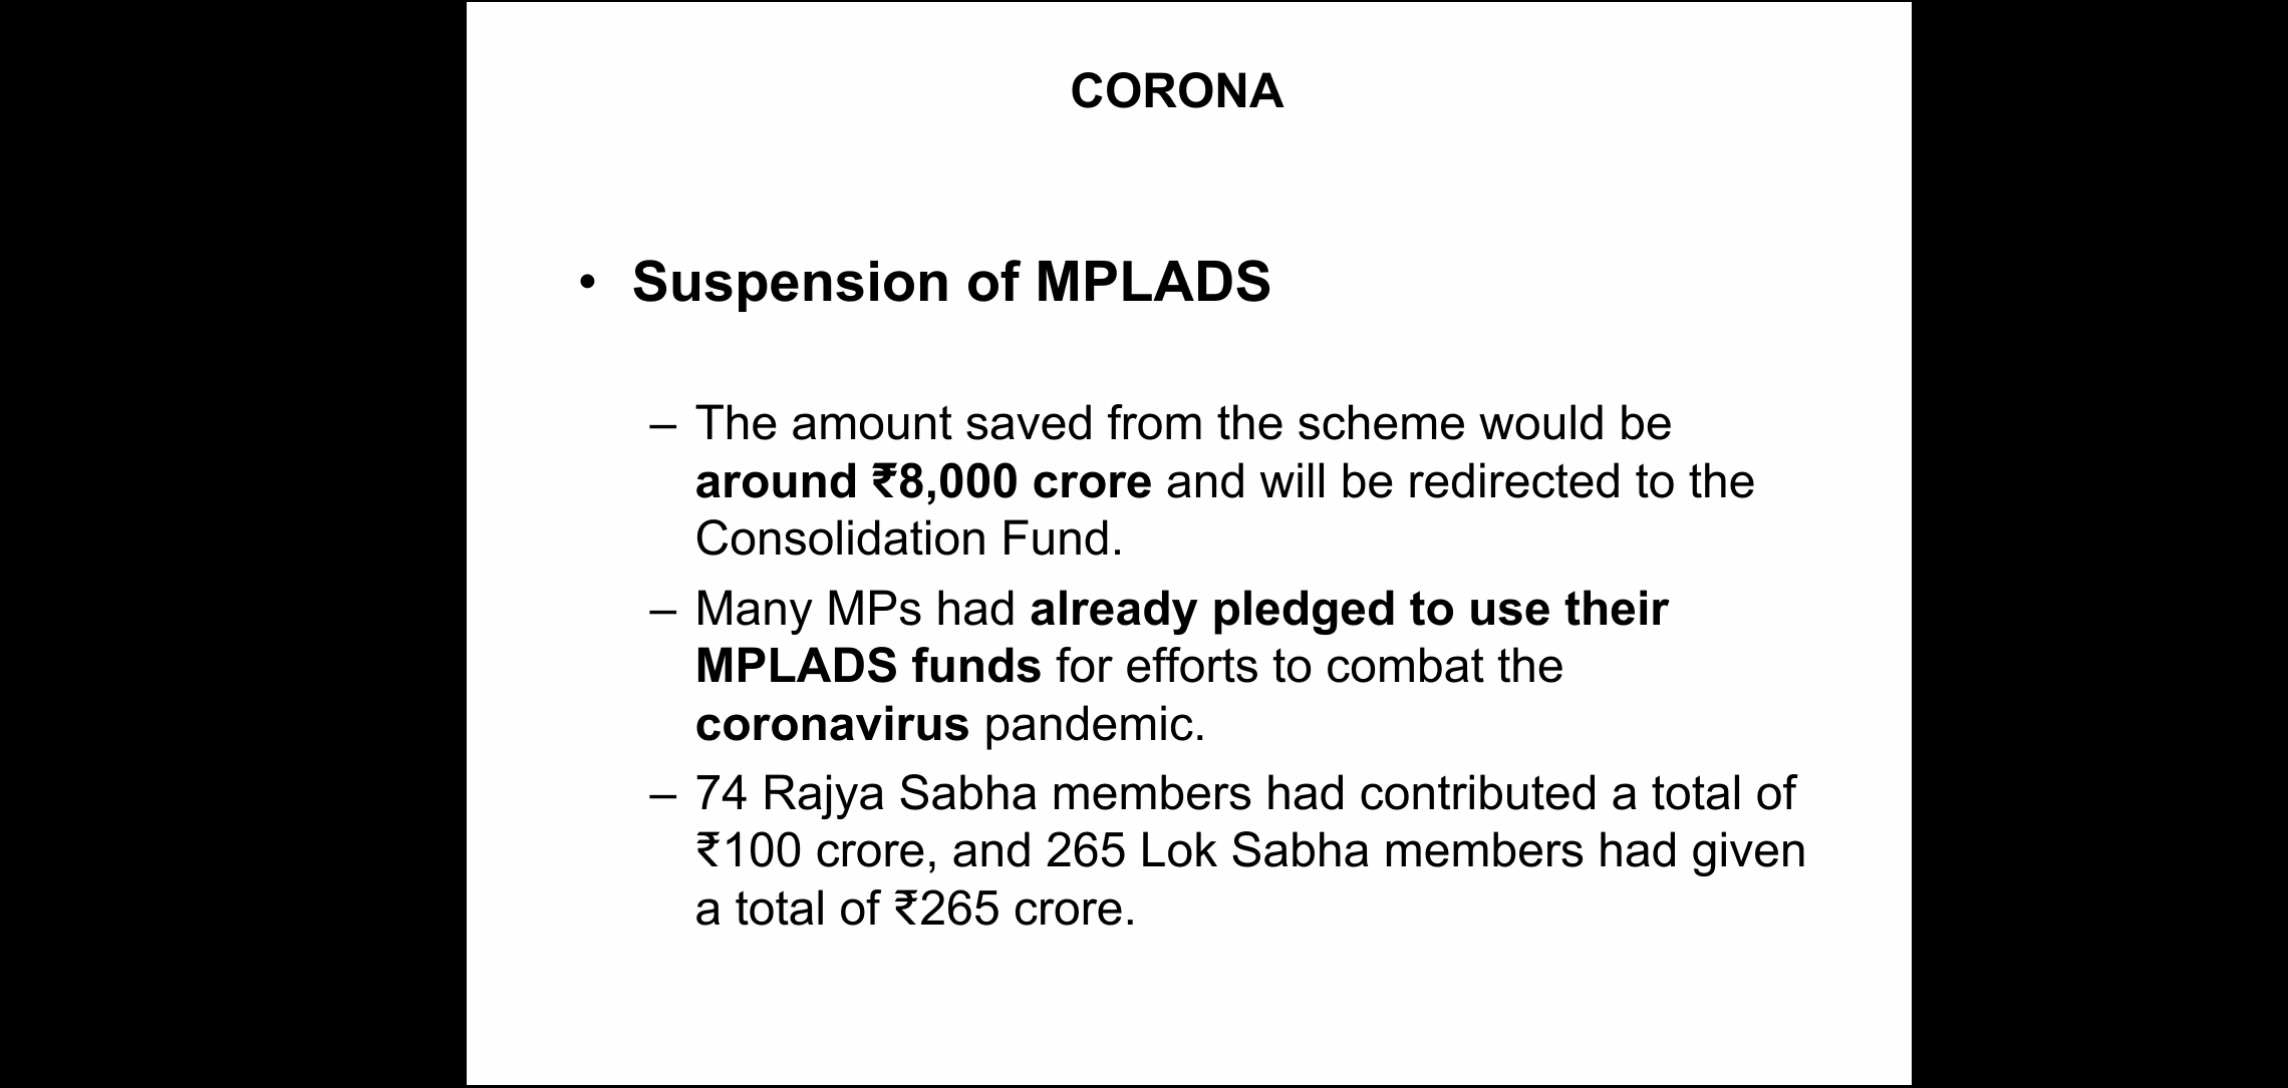 CORONA
• Suspension of MPLADS
– The amount saved from the scheme would be
around ₹8,000 crore and will be redirected to the
Consolidation Fund.
– Many MPs had already pledged to use their
MPLADS funds for efforts to combat the
coronavirus pandemic.
– 74 Rajya Sabha members had contributed a total of
₹100 crore, and 265 Lok Sabha members had given
a total of ₹265 crore.